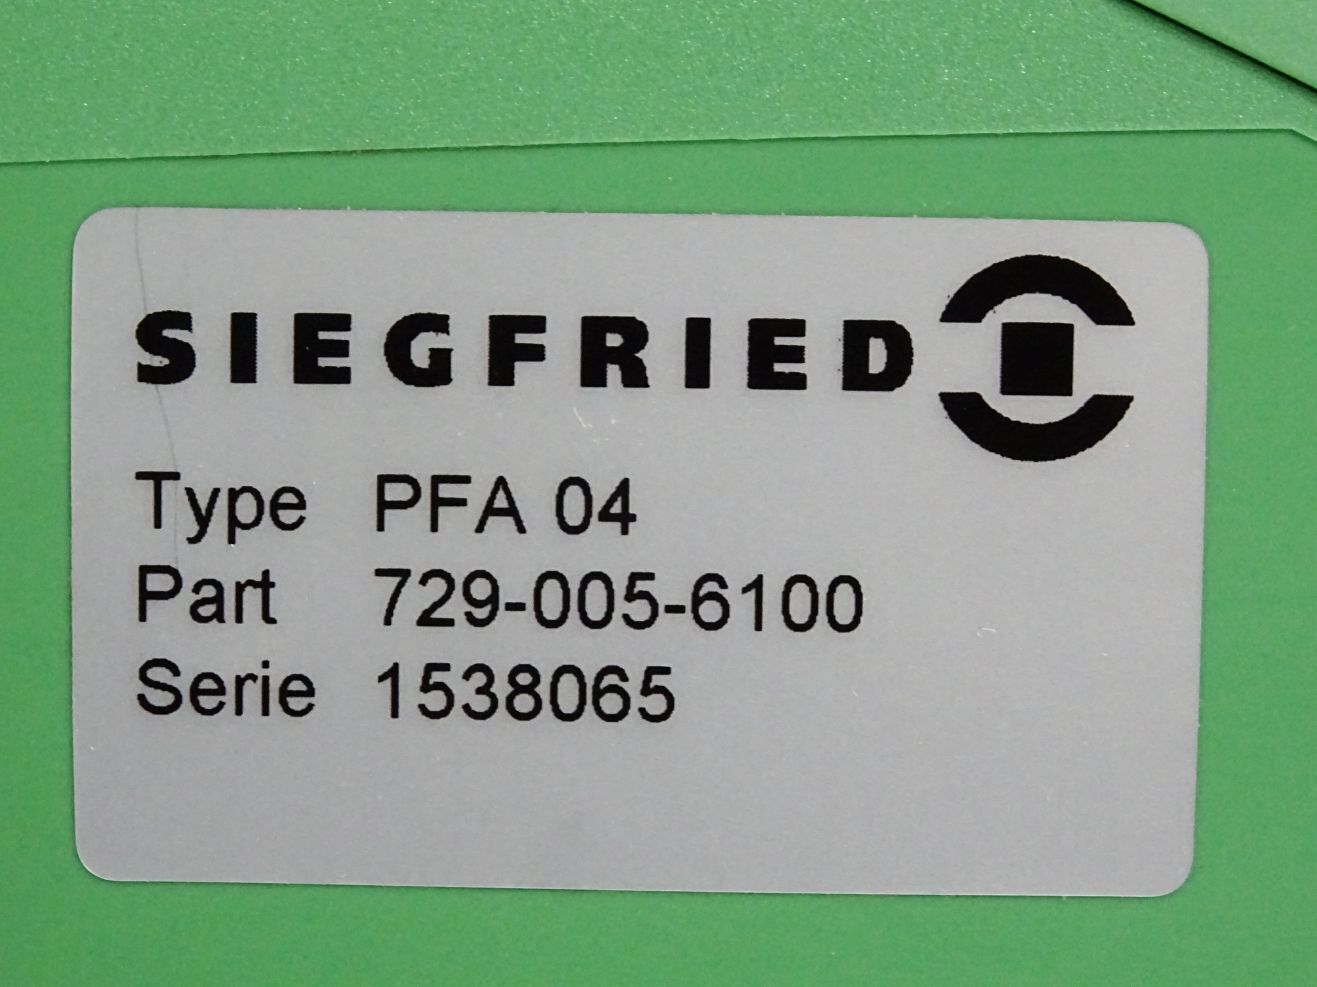 SIEGFRIED
Type PFA 04
Part 729-005-6100
Serie 1538065